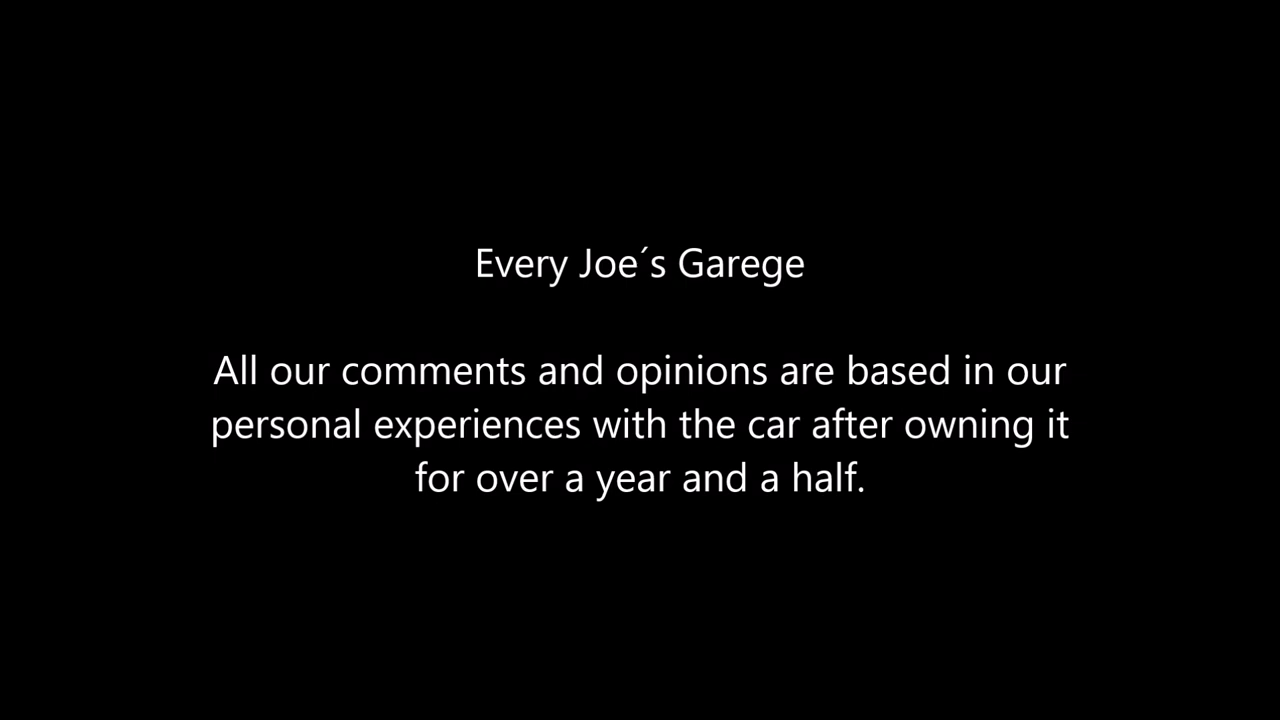 Every Joe´s Garege
All our comments and opinions are based in our
personal experiences with the car after owning it
for over a year and a half.